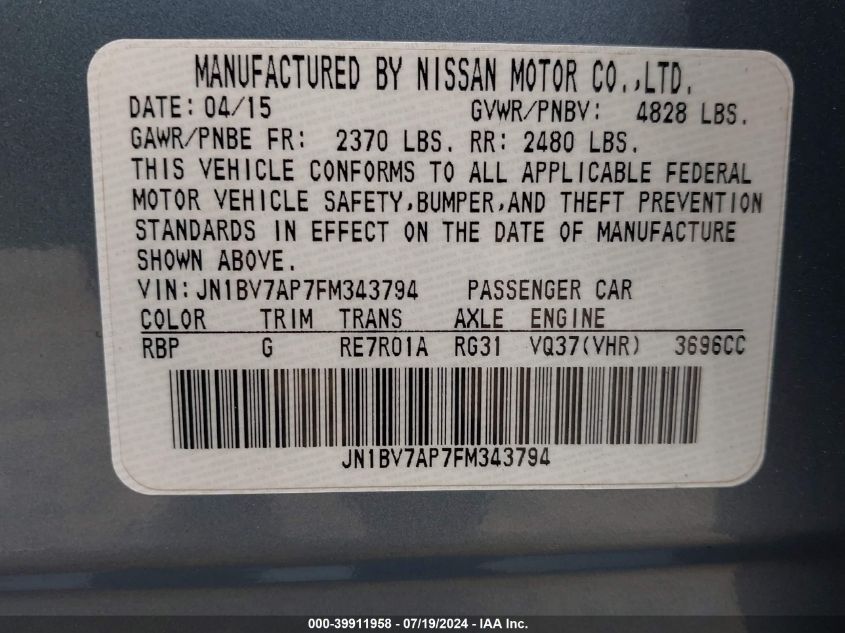 MANUFACTURED BY NISSAN MOTOR CO.,LTD.
DATE: 04/15 GVWR/PNBV: 4828 LBS.
GAWR/PNBE FR: 2370 LBS. RR: 2480 LBS.
THIS VEHICLE CONFORMS TO ALL APPLICABLE FEDERAL
MOTOR VEHICLE SAFETY,BUMPER,AND THEFT PREVENTION
STANDARDS IN EFFECT ON THE DATE OF MANUFACTURE
SHOWN ABOVE.
VIN:JN1BV7AP7FM343794 PASSENGER CAR
COLOR TRIM TRANS AXLE ENGINE
RBP G RE7R01A RG31 VQ37(VHR) 3696CC
JN1BV7AP7FM343794
000-39911958 - 07/19/2024 - IAA Inc.